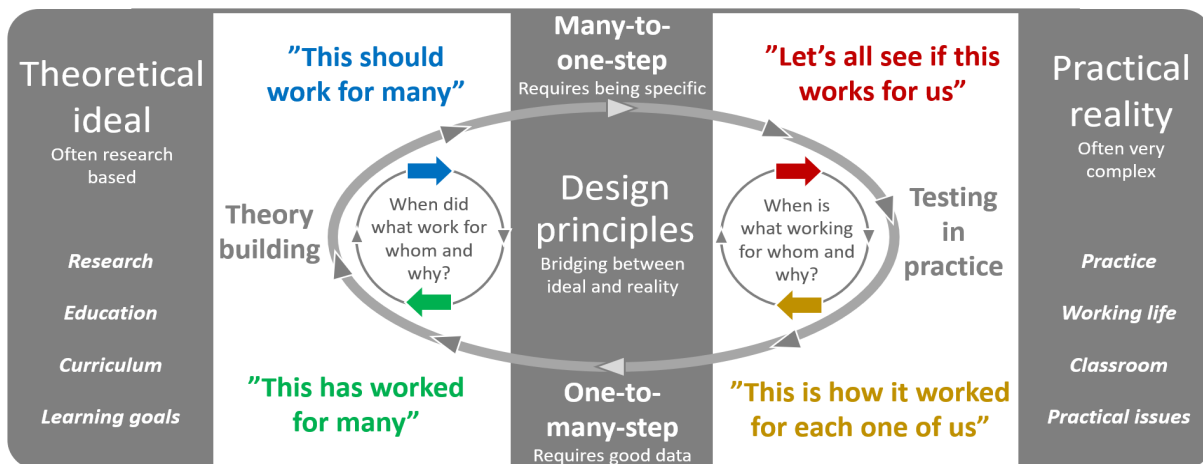 Theoretical
ideal
Often research
based
Research
Education
Curriculum
Learning goals
”This should
work for many”
Theory
building
When did
what work for
whom and
why?
”This has worked
for many”
Many-to
one-step
Requires being specific
Design
principles
Bridging between
ideal and reality
One-to-
many-step
Requires good data
”Let’s all see if this
works for us”
When is
what working
for whom and
why?
Testing
in
practice
”This is how it worked
for each one of us”
Practical
reality
Often very
complex
Practice
Working life
Classroom
Practical issues